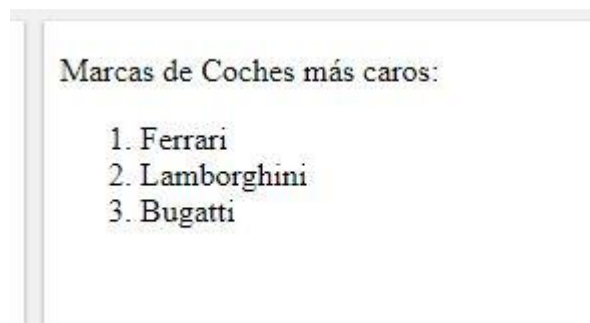 Marcas de Coches más caros:
1. Ferrari
2. Lamborghini
3. Bugatti